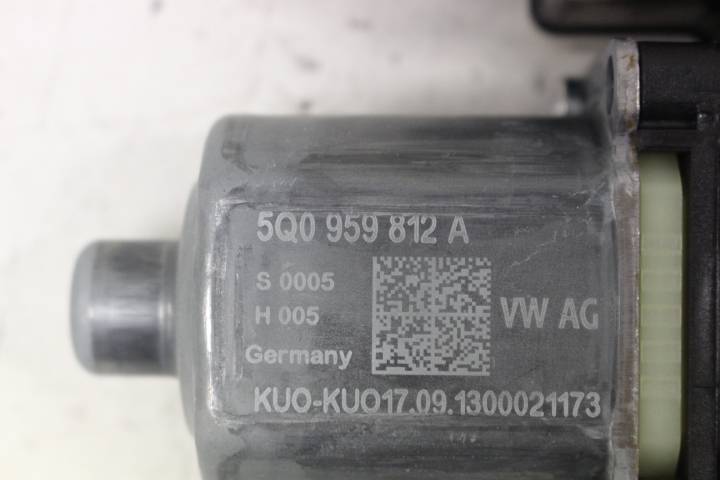 5Q0 959 812 A
S 0005
H 005
VW AG
Germany
KUO-KUO17.09.1300021173